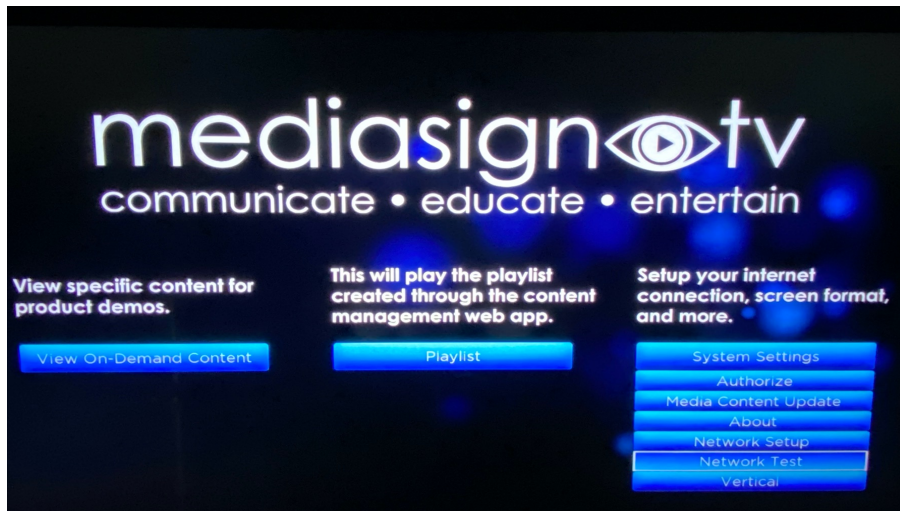 mediasign tv
communicate • educate • entertain
View specific content for
product demos.
View On-Demand Content
This will play the playlist
created through the content
management web app.
Playlist
Setup your internet
connection, screen format,
and more.
System Settings
Authorize
Media Content Update
About
Network Setup
Network Test
Vertical